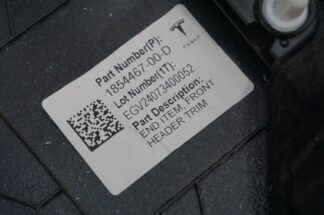 Part Number(P):
1854467-00-D
Lot Number(1T):
EGV24073400052
Part Description:
END ITEM, FRONT
HEADER TRIM
TESLA